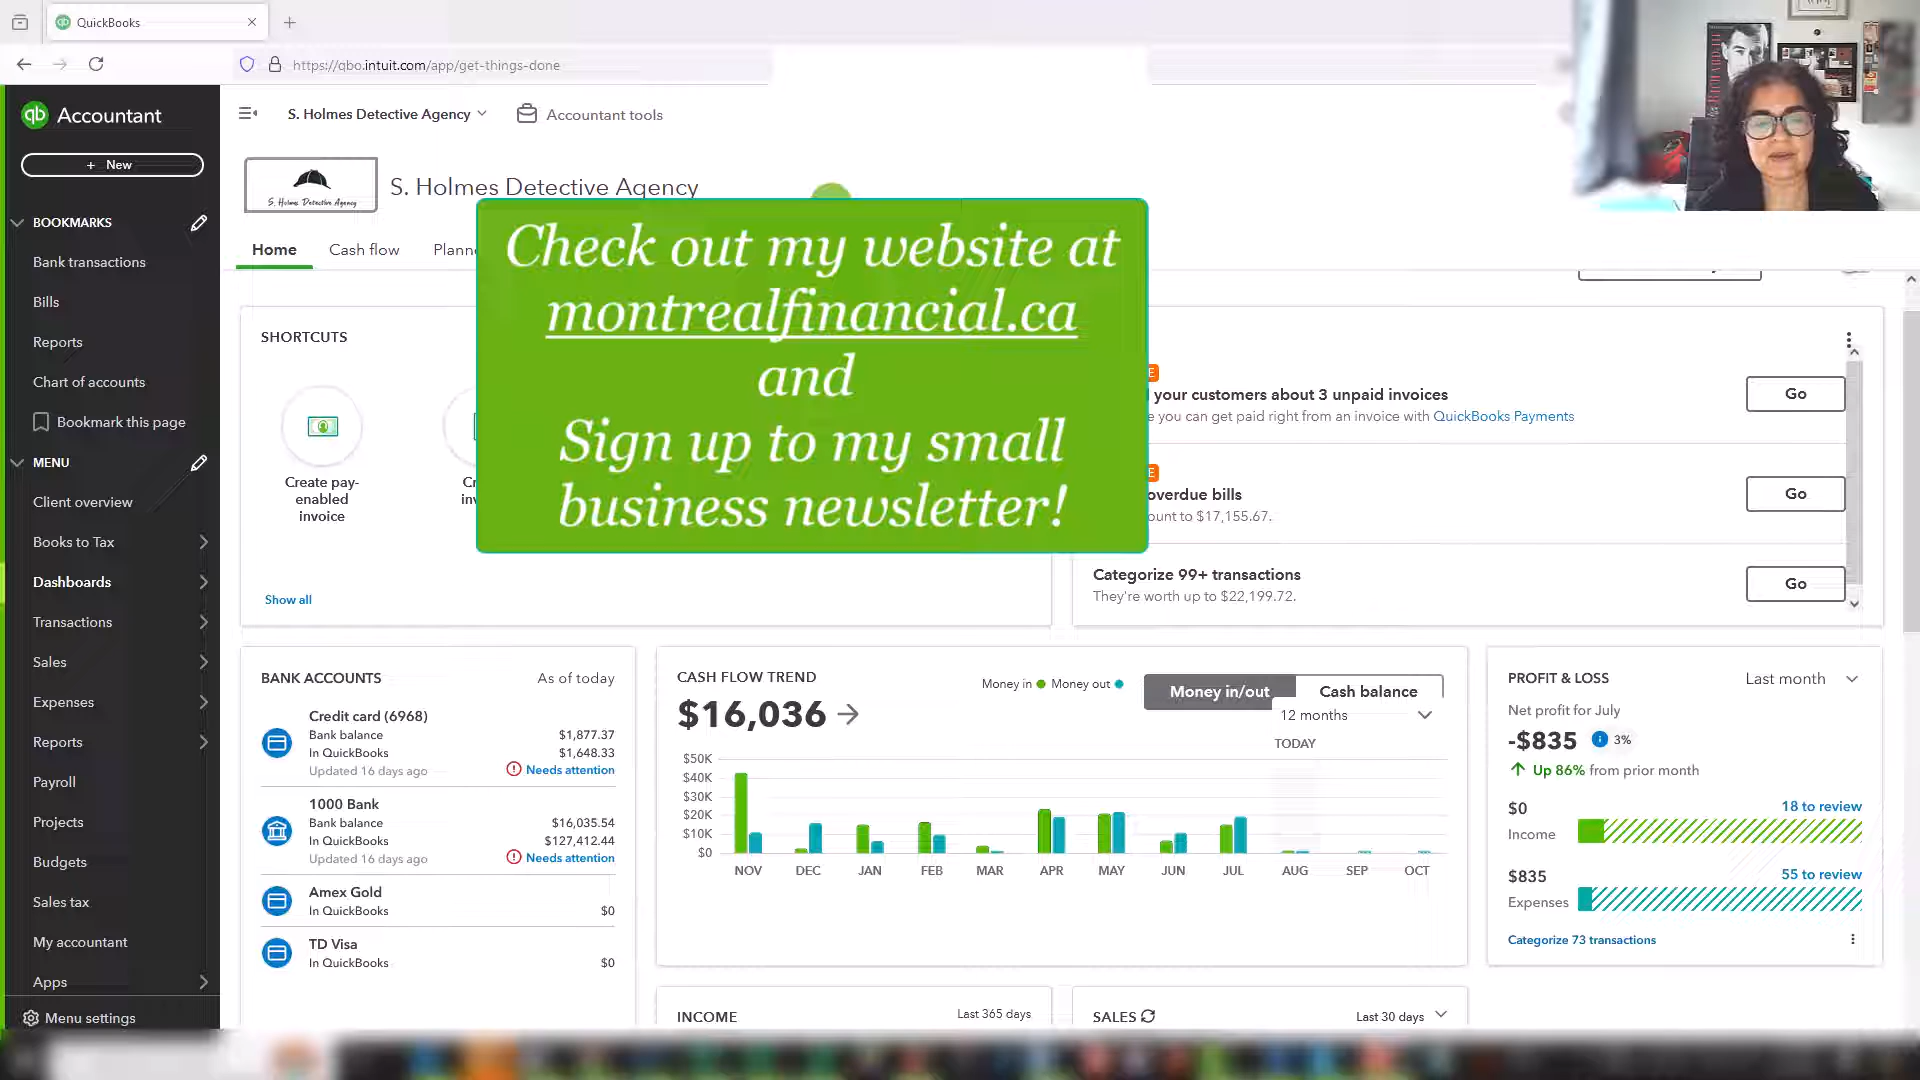 QuickBooks
https://qbo.intuit.com/app/get-things-done
qb Accountant
+ New
BOOKMARKS
Bank transactions
Bills
Reports
Chart of accounts
Bookmark this page
MENU
Client overview
Books to Tax
Dashboards
Transactions
Sales
Expenses
Reports
Payroll
Projects
Budgets
Sales tax
My accountant
Apps
Menu settings
S. Holmes Detective Agency
Accountant tools
S. Holmes Detective Agency
S. Holmes Detective Agency
Home
Cash flow
Plann
Check out my website at
montrealfinancial.ca
and
Sign up to my small
business newsletter!
SHORTCUTS
Create pay-
enabled
invoice
Cr
inv
Show all
E
your customers about 3 unpaid invoices
e you can get paid right from an invoice with QuickBooks Payments
Go
E
overdue bills
ount to $17,155.67.
Go
Categorize 99+ transactions
They're worth up to $22,199.72.
Go
BANK ACCOUNTS
As of today
Credit card (6968)
Bank balance $1,877.37
In QuickBooks $1,648.33
Updated 16 days ago Needs attention
1000 Bank
Bank balance $16,035.54
In QuickBooks $127,412.44
Updated 16 days ago Needs attention
Amex Gold
In QuickBooks $0
TD Visa
In QuickBooks $0
CASH FLOW TREND
$16,036
Money in Money out
Money in/out Cash balance
12 months
TODAY
$50K
$40K
$30K
$20K
$10K
$0
NOV DEC JAN FEB MAR APR MAY JUN JUL AUG SEP OCT
PROFIT & LOSS
Last month
Net profit for July
-$835 3%
Up 86% from prior month
$0 18 to review
Income
$835 55 to review
Expenses
Categorize 73 transactions
INCOME
Last 365 days
SALES
Last 30 days
RICHARD III